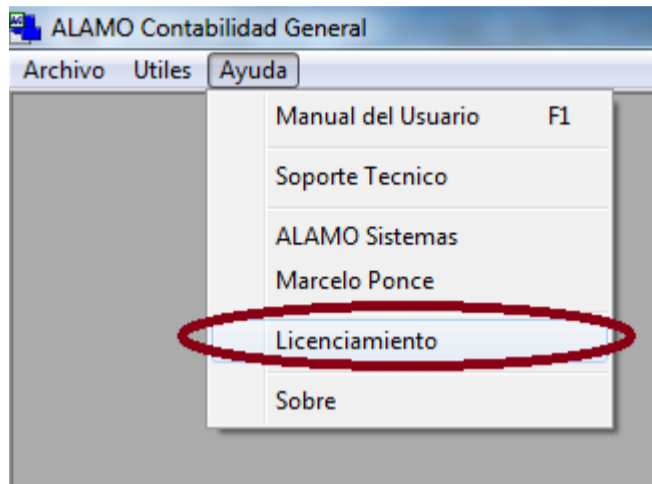 ALAMO Contabilidad General
Archivo Utiles Ayuda
Manual del Usuario F1
Soporte Tecnico
ALAMO Sistemas
Marcelo Ponce
Licenciamiento
Sobre